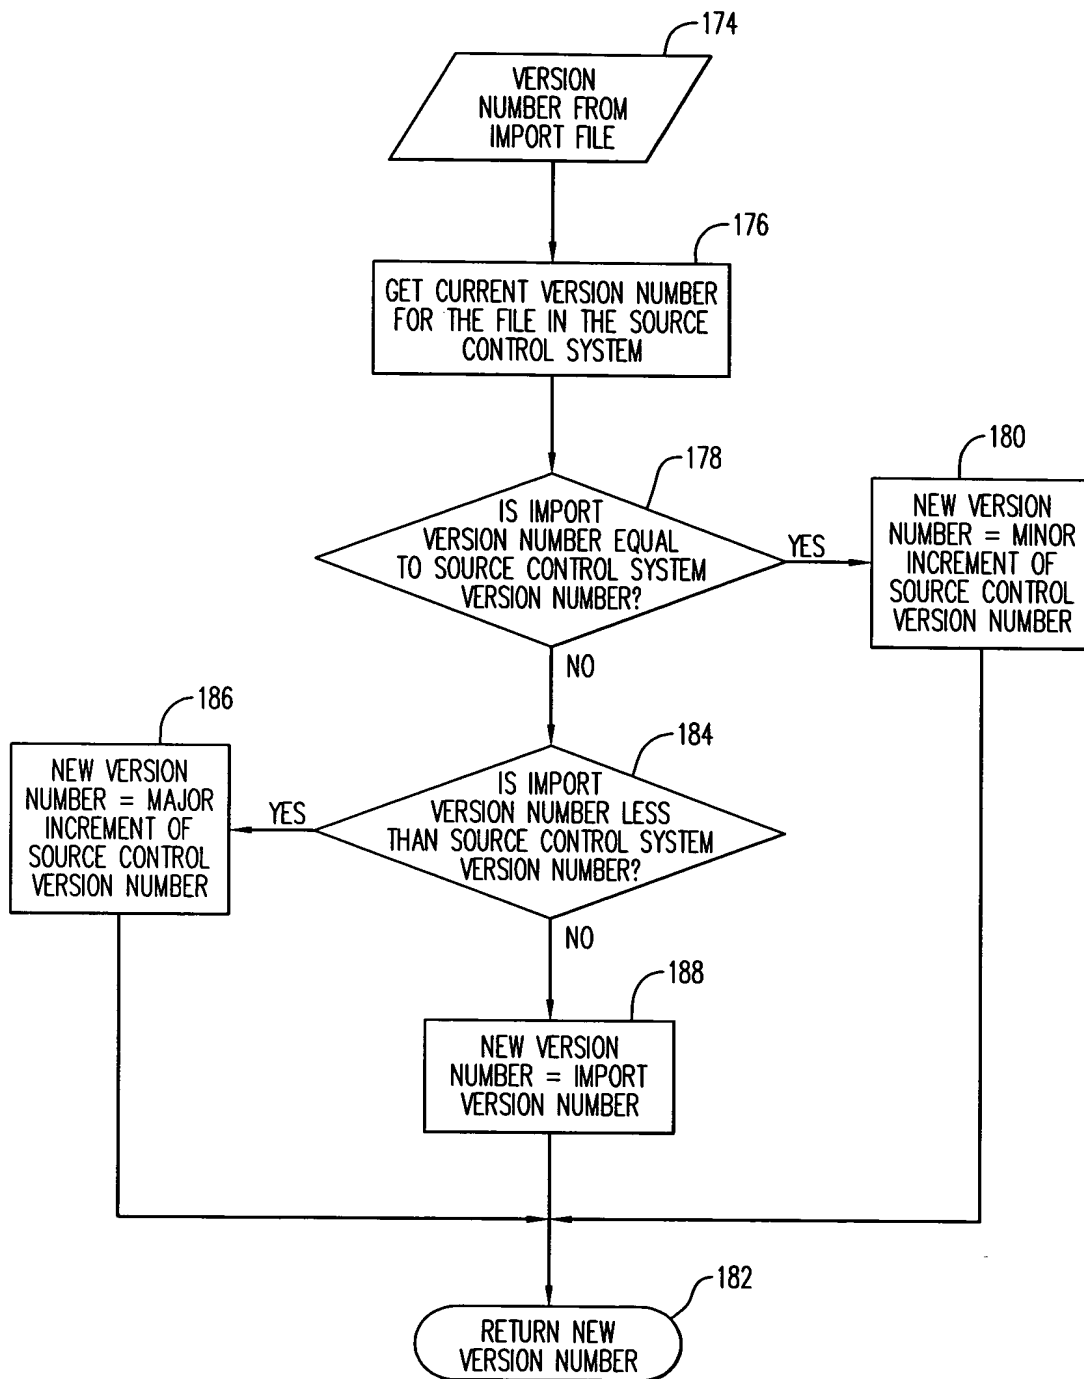 174
VERSION
NUMBER FROM
IMPORT FILE
176
GET CURRENT VERSION NUMBER
FOR THE FILE IN THE SOURCE
CONTROL SYSTEM
178
IS IMPORT
VERSION NUMBER EQUAL
TO SOURCE CONTROL SYSTEM
VERSION NUMBER?
YES
180
NEW VERSION
NUMBER = MINOR
INCREMENT OF
SOURCE CONTROL
VERSION NUMBER
NO
184
IS IMPORT
VERSION NUMBER LESS
THAN SOURCE CONTROL SYSTEM
VERSION NUMBER?
YES
186
NEW VERSION
NUMBER = MAJOR
INCREMENT OF
SOURCE CONTROL
VERSION NUMBER
NO
188
NEW VERSION
NUMBER = IMPORT
VERSION NUMBER
182
RETURN NEW
VERSION NUMBER